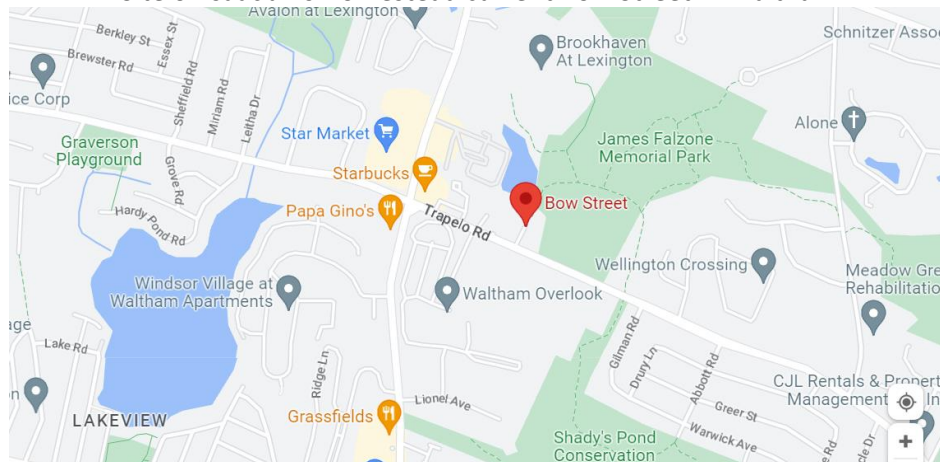 Avalon at Lexington
Schnitzer Asso
Berkley St
Essex St
Brewster Rd
Sheffield Rd
Miriam Rd
Leitha Dr
ice Corp
Brookhaven
At Lexington
Alone
Star Market
James Falzone
Memorial Park
Graverson
Playground
Starbucks
Grove Rd
Papa Gino's
Trapelo Rd
Bow Street
Hardy Pond Rd
Wellington Crossing
Windsor Village at
Waltham Apartments
Waltham Overlook
Meadow Gre
Rehabilitatio
age
Lake Rd
Ridge Ln
Gilman Rd
Drury Ln
Abbott Rd
CJL Rentals & Propert
Management
In
Lionel Ave
Greer St
LAKEVIEW
Grassfields
Warwick Ave
Shady's Pond
Conservation
e Rd
cle Dr